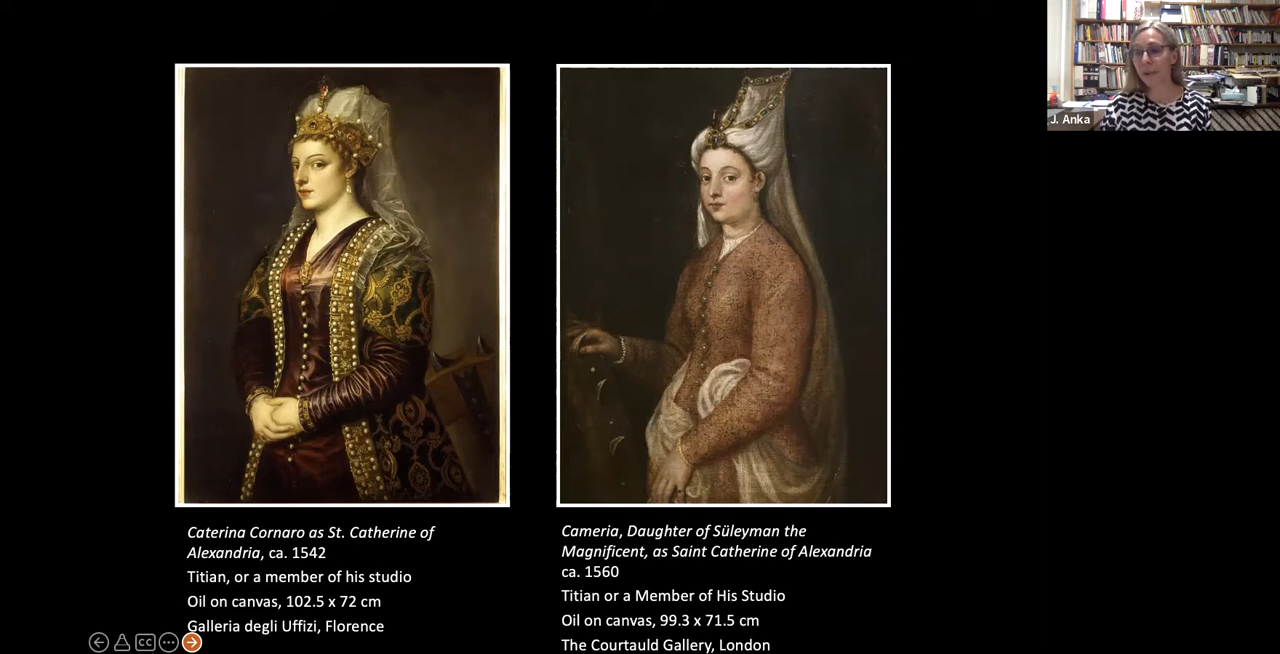 J. Anka
Caterina Cornaro as St. Catherine of
Alexandria, ca. 1542
Titian, or a member of his studio
Oil on canvas, 102.5 x 72 cm
Galleria degli Uffizi, Florence
Cameria, Daughter of Süleyman the
Magnificent, as Saint Catherine of Alexandria
ca. 1560
Titian or a Member of His Studio
Oil on canvas, 99.3 x 71.5 cm
The Courtauld Gallery, London
CC